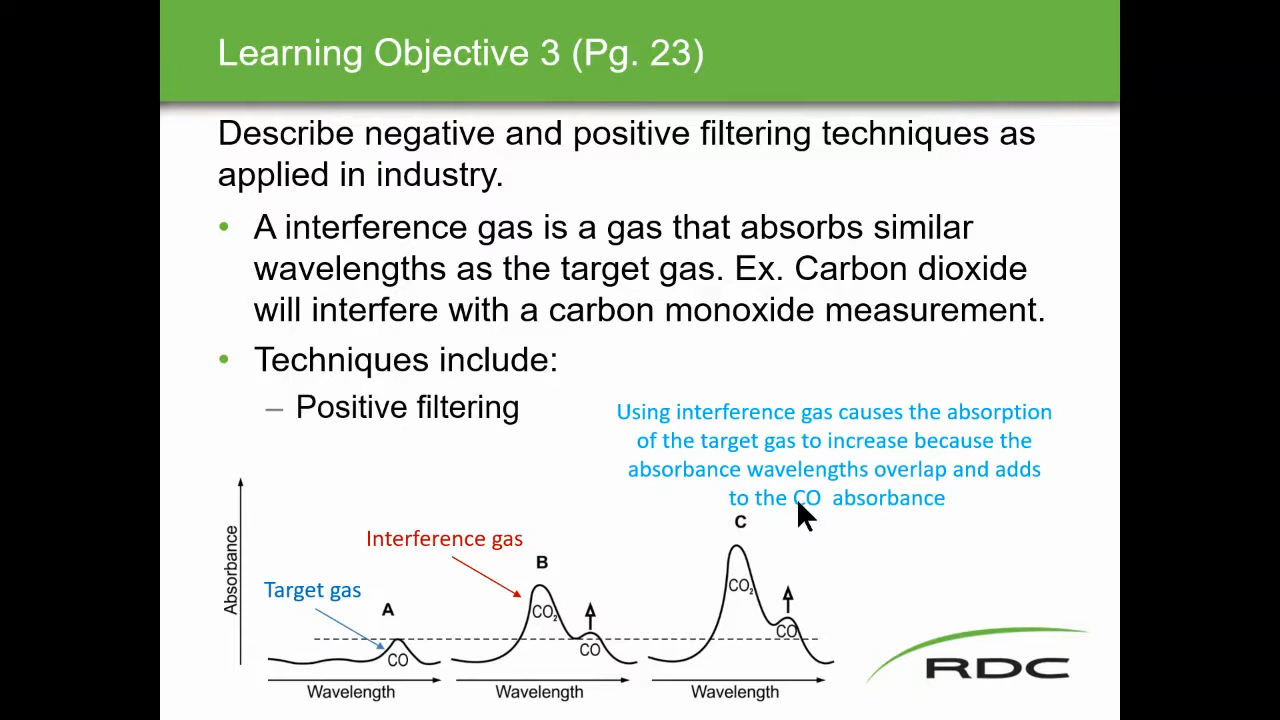 Learning Objective 3 (Pg. 23)
Describe negative and positive filtering techniques as
applied in industry.
• A interference gas is a gas that absorbs similar
wavelengths as the target gas. Ex. Carbon dioxide
will interfere with a carbon monoxide measurement.
• Techniques include:
– Positive filtering
Using interference gas causes the absorption
of the target gas to increase because the
absorbance wavelengths overlap and adds
to the CO absorbance
Absorbance
Target gas
A
CO
Wavelength
Interference gas
B
CO₂
CO
Wavelength
C
CO₂
CO
Wavelength
RDC